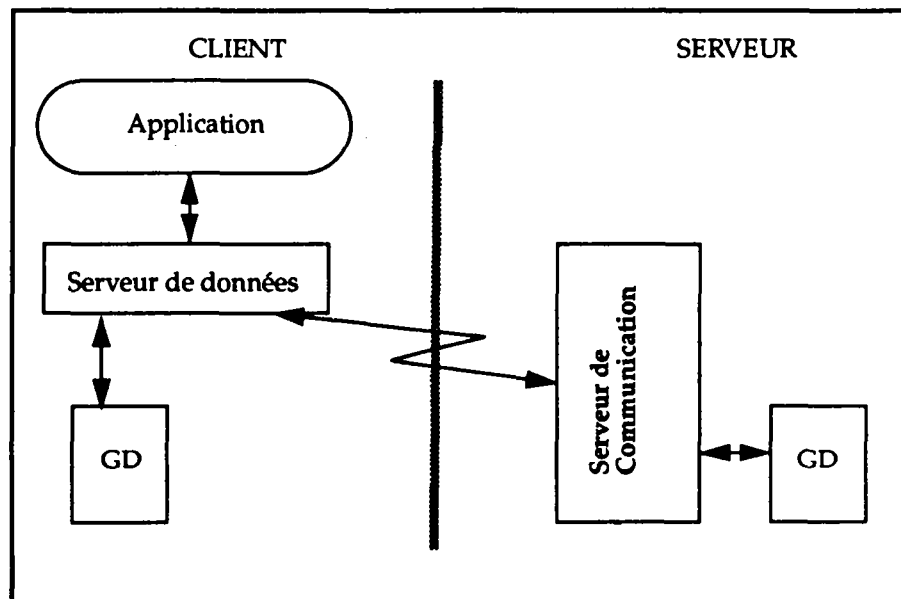 CLIENT
SERVEUR
Application
Serveur de données
GD
Serveur de
Communication
GD